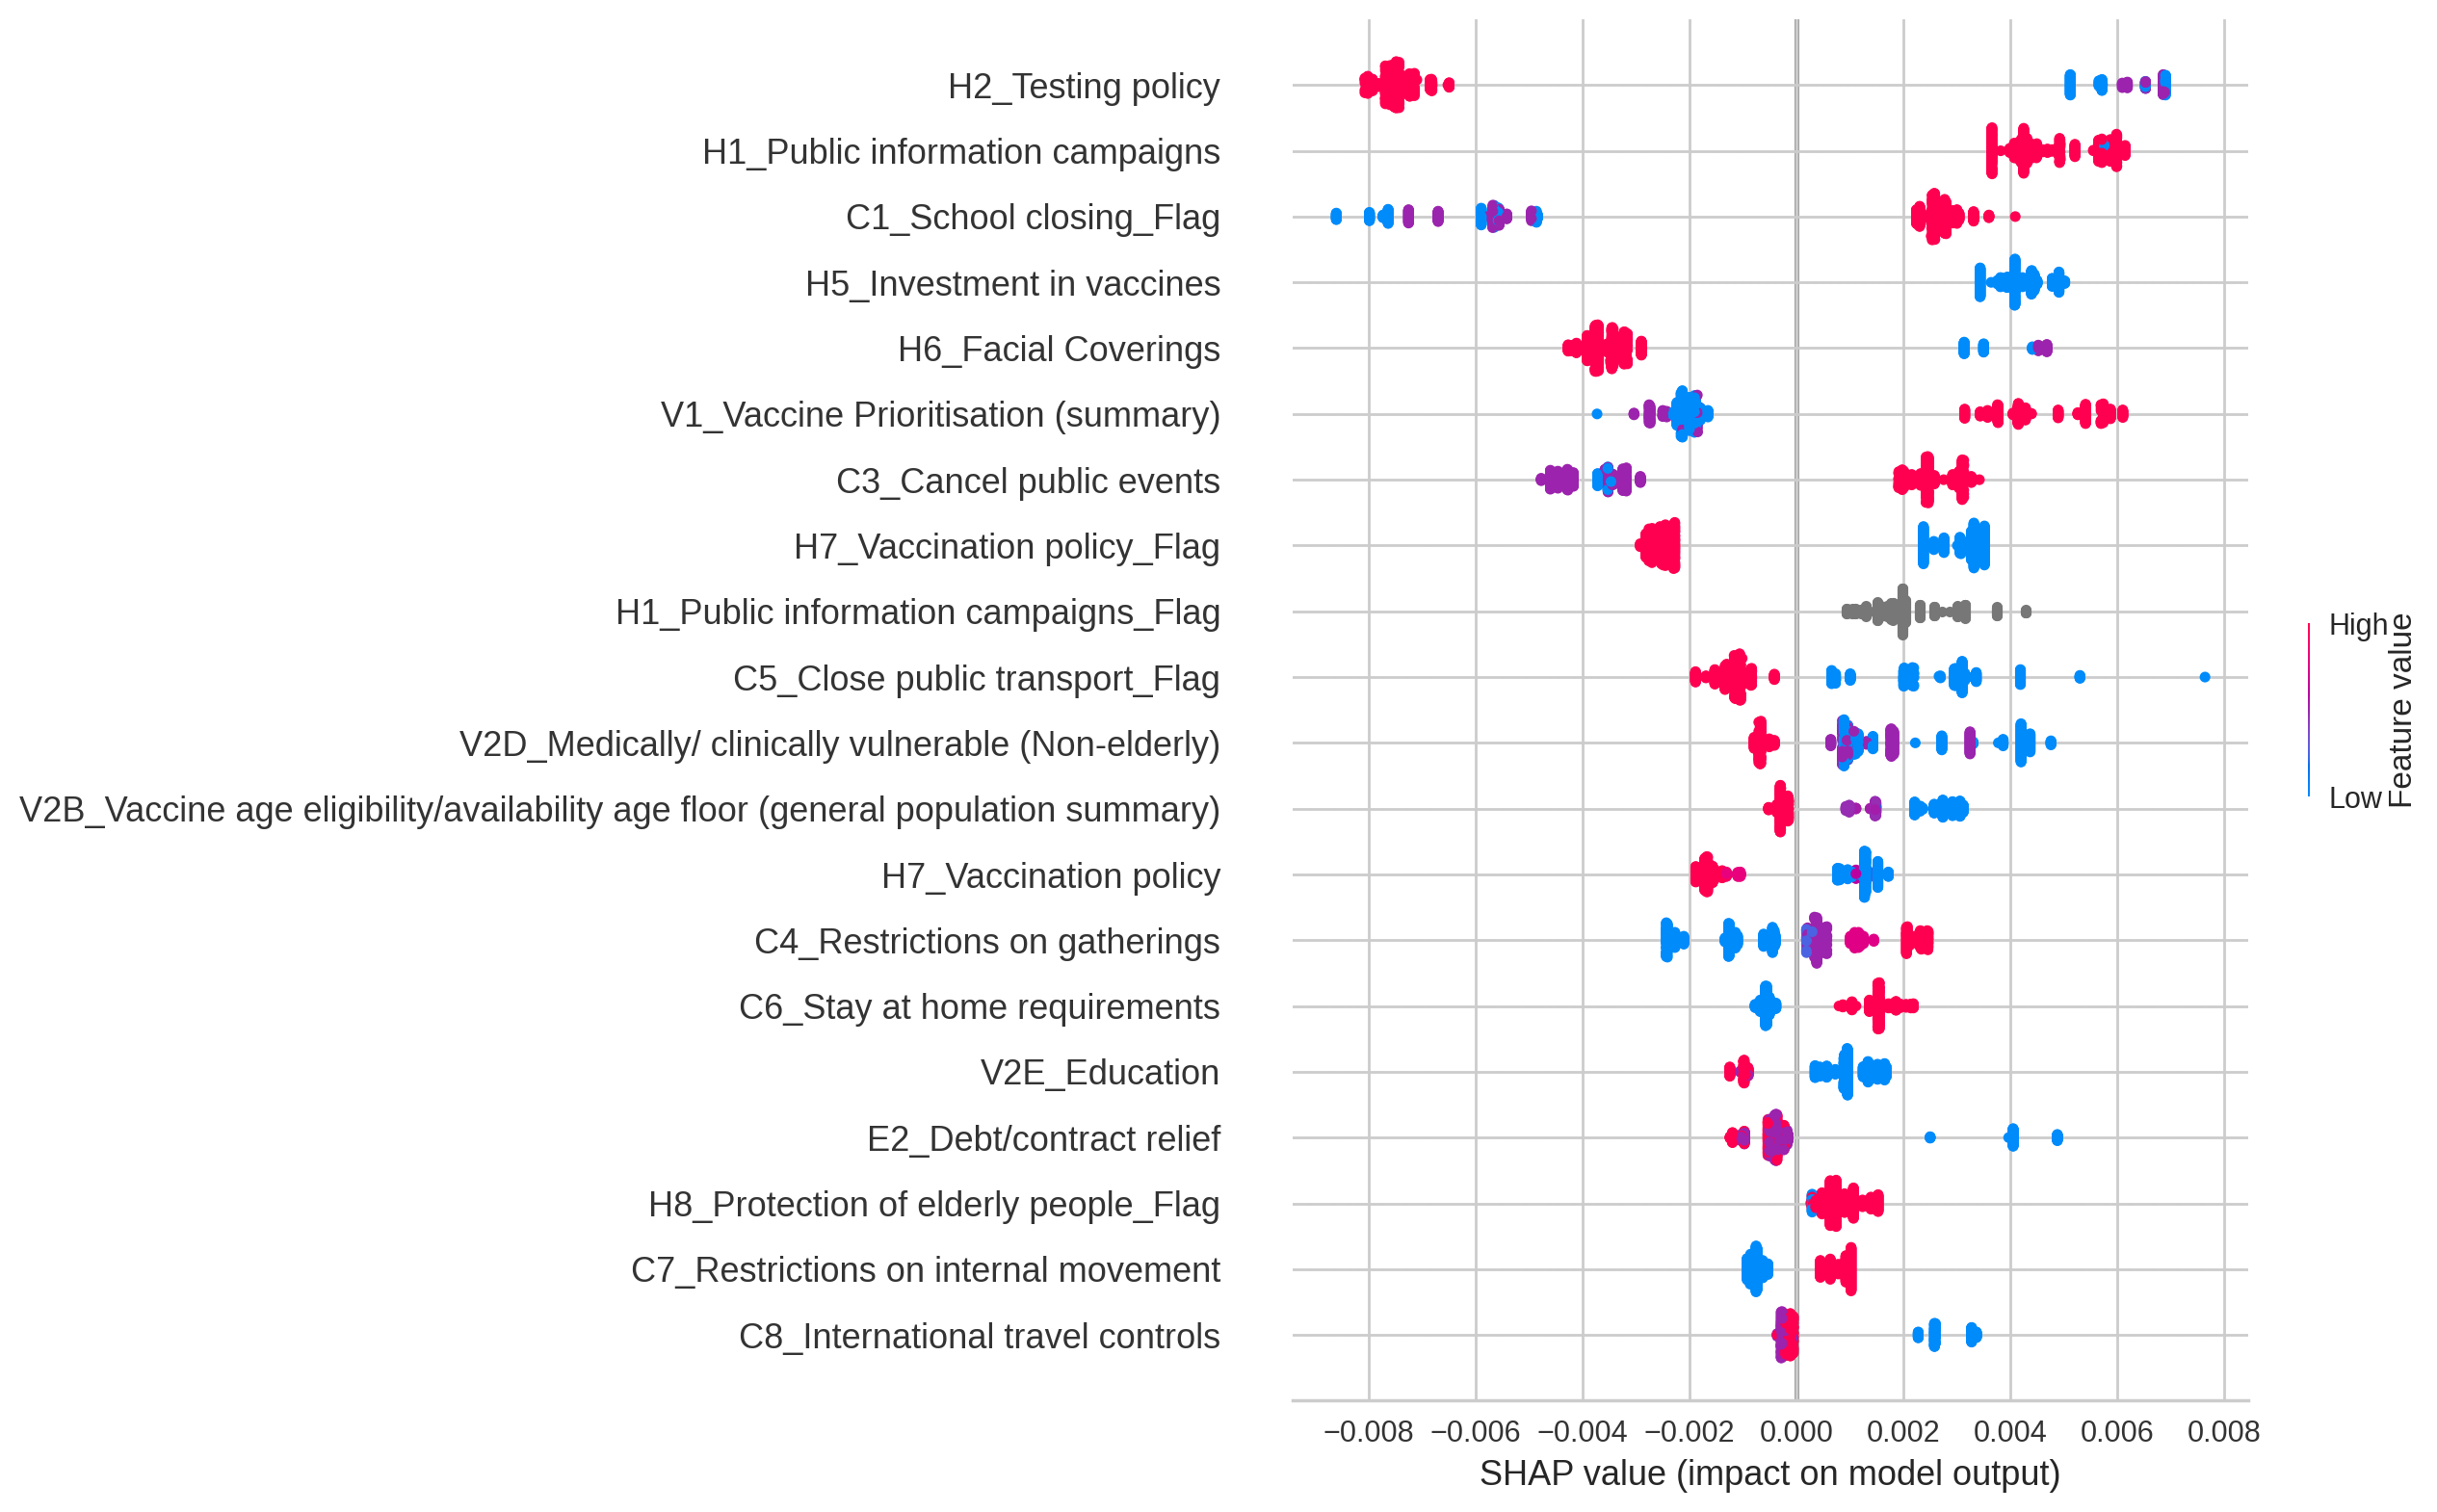 H2_Testing policy
H1_Public information campaigns
C1_School closing_Flag
H5_Investment in vaccines
H6_Facial Coverings
V1_Vaccine Prioritisation (summary)
C3_Cancel public events
H7_Vaccination policy_Flag
H1_Public information campaigns_Flag
C5_Close public transport_Flag
V2D_Medically/ clinically vulnerable (Non-elderly)
V2B_Vaccine age eligibility/availability age floor (general population summary)
H7_Vaccination policy
C4_Restrictions on gatherings
C6_Stay at home requirements
V2E_Education
E2_Debt/contract relief
H8_Protection of elderly people_Flag
C7_Restrictions on internal movement
C8_International travel controls
−0.008 −0.006 −0.004 −0.002 0.000 0.002 0.004 0.006 0.008
SHAP value (impact on model output)
High
Low
Feature value